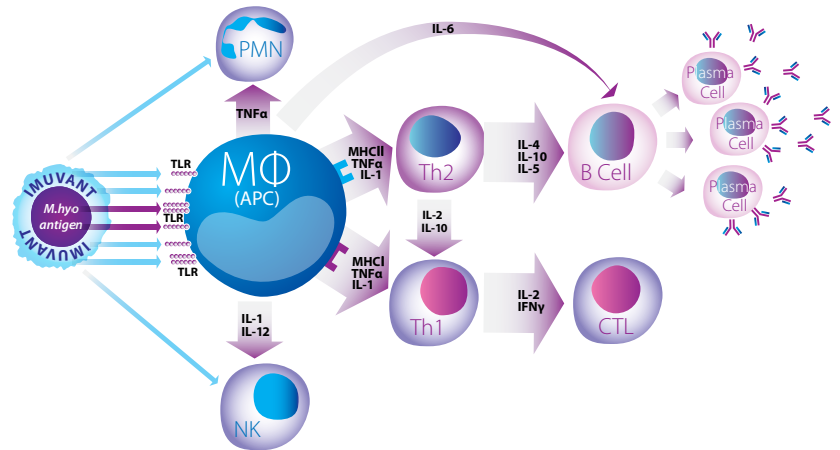 PMN
IL-6
TNFα
Plasma
Cell
TLR
MΦ
(APC)
MHCII
TNFα
IL-1
Th2
IL-4
IL-10
IL-5
B Cell
Plasma
Cell
IMUVANT
M.hyo
antigen
IMUVANT
TLR
IL-2
IL-10
Plasma
Cell
TLR
MHCI
TNFα
IL-1
Th1
IL-2
IFNγ
CTL
IL-1
IL-12
NK